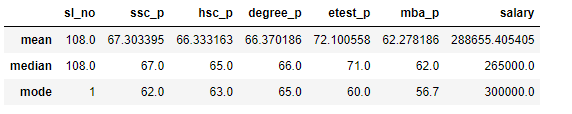 sl_no ssc_p hsc_p degree_p etest_p mba_p salary
mean 108.0 67.303395 66.333163 66.370186 72.100558 62.278186 288655.405405
median 108.0 67.0 65.0 66.0 71.0 62.0 265000.0
mode 1 62.0 63.0 65.0 60.0 56.7 300000.0